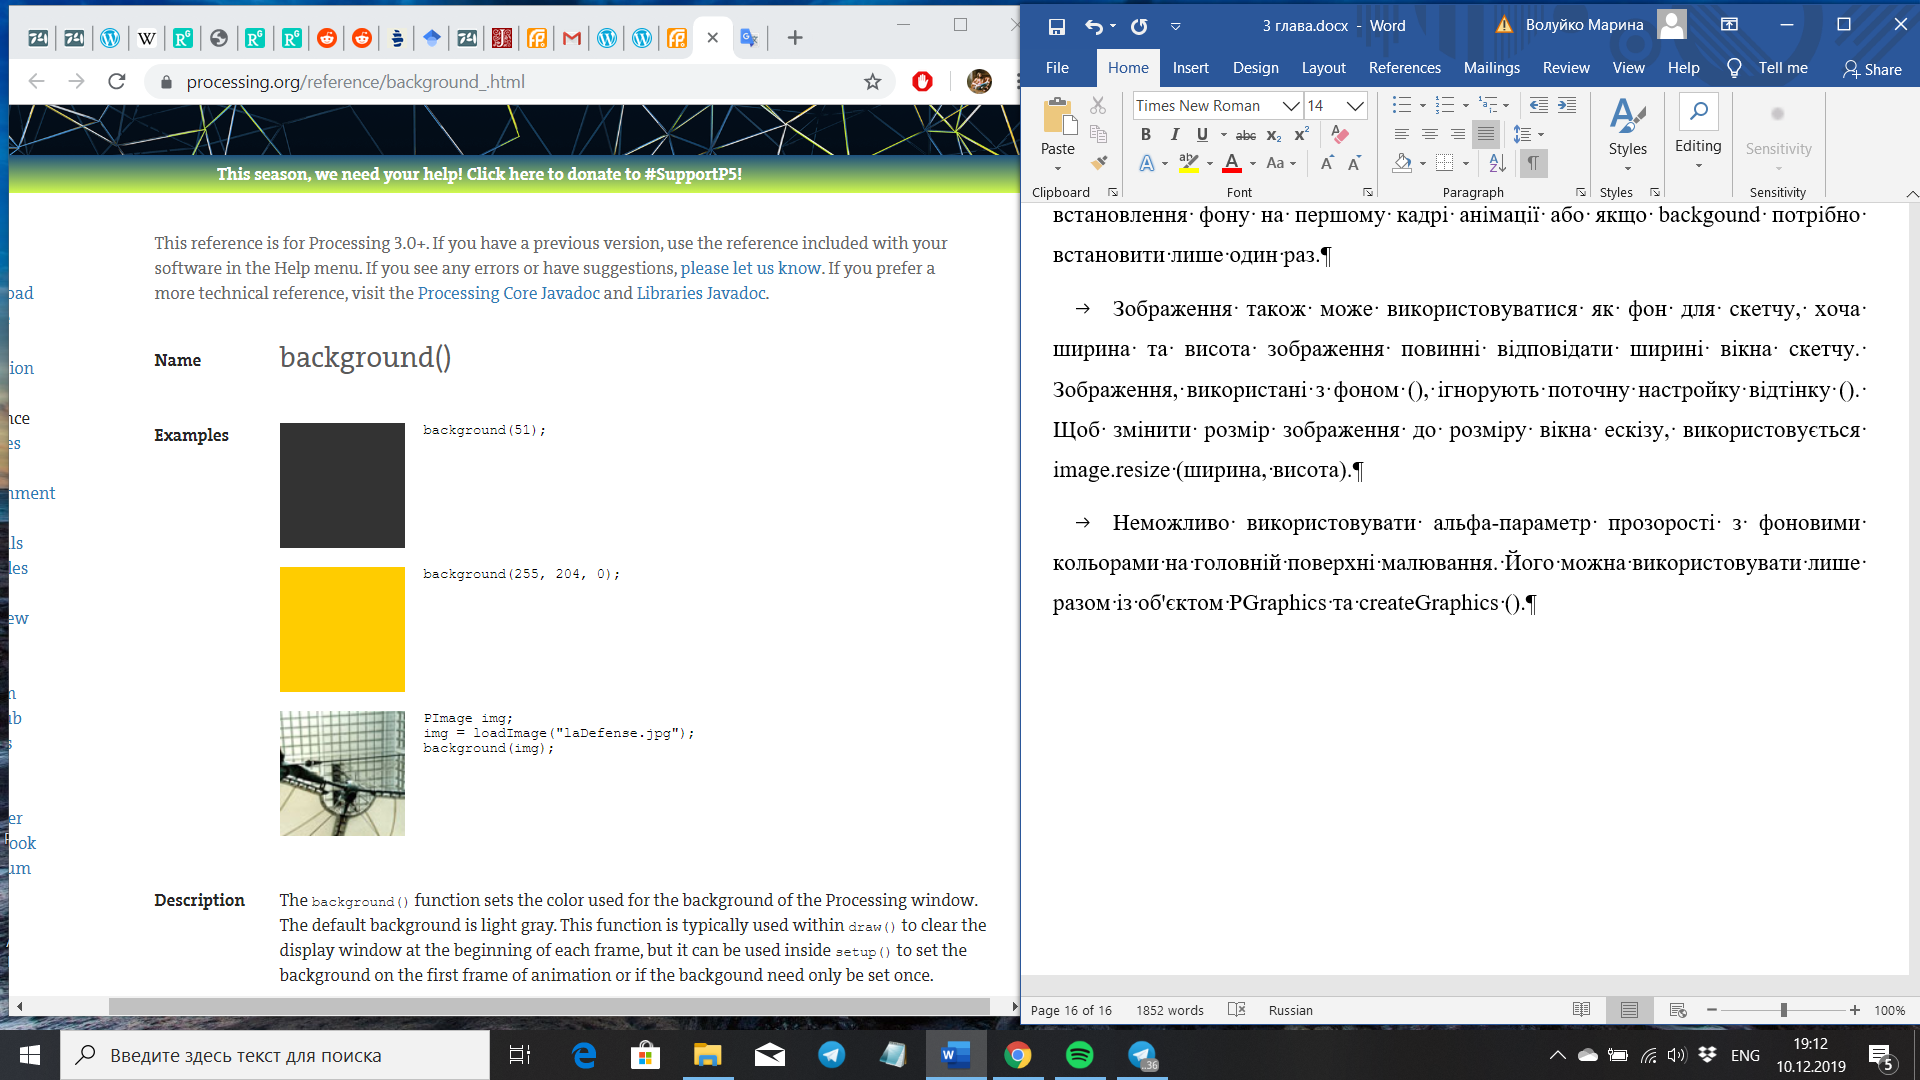 processing.org/reference/background_.html
This season, we need your help! Click here to donate to #SupportP5!
This reference is for Processing 3.0+. If you have a previous version, use the reference included with your
software in the Help menu. If you see any errors or have suggestions, please let us know. If you prefer a
more technical reference, visit the Processing Core Javadoc and Libraries Javadoc.
Name
background()
Examples
background(51);
background(255, 204, 0);
PImage img;
img = loadImage("laDefense.jpg");
background(img);
Description
The background() function sets the color used for the background of the Processing window.
The default background is light gray. This function is typically used within draw() to clear the
display window at the beginning of each frame, but it can be used inside setup() to set the
background on the first frame of animation or if the backgound need only be set once.
3 глава.docx - Word
Волуйко Марина
File Home Insert Design Layout References Mailings Review View Help Tell me Share
Times New Roman 14
Paste
Styles
Editing
Sensitivity
Clipboard Font Paragraph Styles Sensitivity
встановлення фону на першому кадрі анімації або якщо backgound потрібно
встановити лише один раз.¶
→ Зображення також може використовуватися як фон для скетчу, хоча
ширина та висота зображення повинні відповідати ширині вікна скетчу.
Зображення, використані з фоном (), ігнорують поточну настройку відтінку ().
Щоб змінити розмір зображення до розміру вікна ескізу, використовується
image.resize (ширина, висота).¶
→ Неможливо використовувати альфа-параметр прозорості з фоновими
кольорами на головній поверхні малювання. Його можна використовувати лише
разом із об'єктом PGraphics та createGraphics ().¶
Page 16 of 16 1852 words Russian 100%
Введите здесь текст для поиска
ENG
19:12
10.12.2019
5